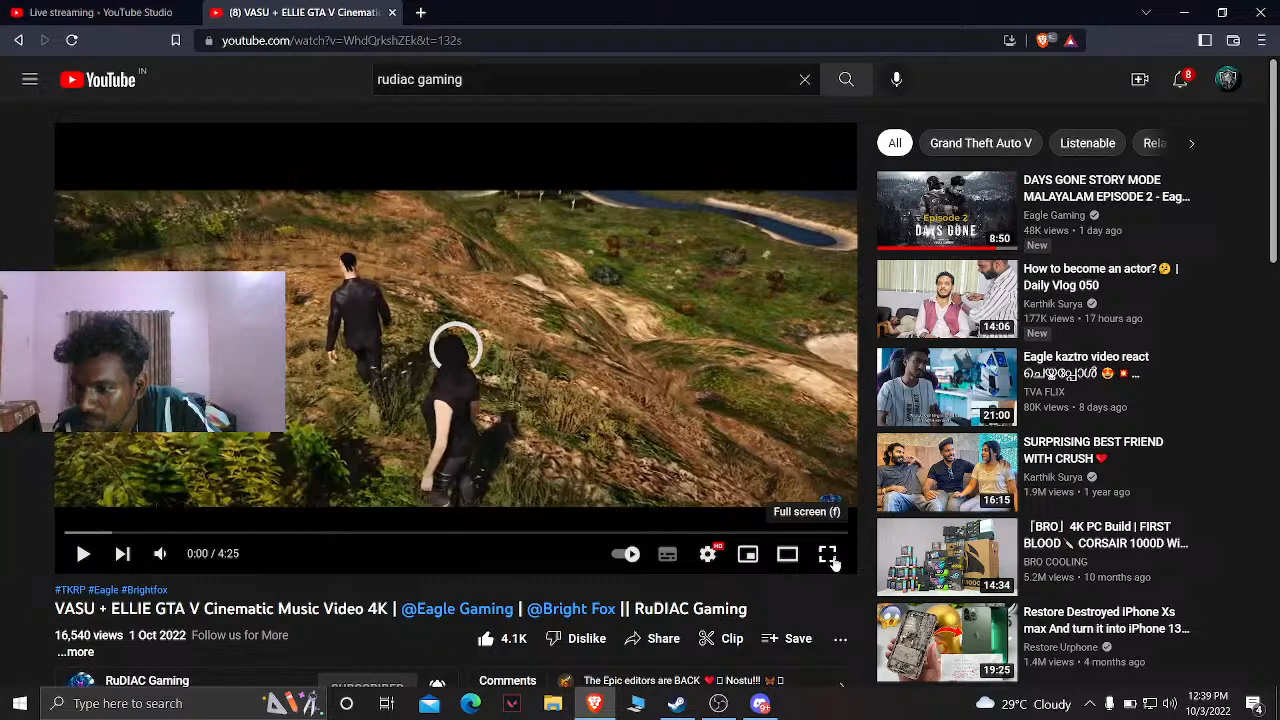 Live streaming - YouTube Studio
(8) VASU + ELLIE GTA V Cinemati
youtube.com/watch?v=WhdQrkshZEk&t=132s
YouTube IN
rudiac gaming
8
All
Grand Theft Auto V
Listenable
Rela
Episode 2
DAYS GONE
8:50
DAYS GONE STORY MODE
MALAYALAM EPISODE 2 - Eag...
Eagle Gaming
48K views • 1 day ago
New
14:06
How to become an actor?😕 |
Daily Vlog 050
Karthik Surya
177K views • 17 hours ago
New
21:00
Eagle kaztro video react
😍💥 ...
TVA FLIX
80K views • 8 days ago
16:15
SURPRISING BEST FRIEND
WITH CRUSH❤️
Karthik Surya
1.9M views • 1 year ago
14:34
「BRO」4K PC Build | FIRST
BLOOD🔪 CORSAIR 1000D Wi...
BRO COOLING
5.2M views • 10 months ago
19:25
Restore Destroyed iPhone Xs
max And turn it into iPhone 13...
Restore Urphone
1.4M views • 4 months ago
Full screen (f)
0:00 / 4:25
HD
#TKRP #Eagle #Brightfox
VASU + ELLIE GTA V Cinematic Music Video 4K | @Eagle Gaming | @Bright Fox || RuDIAC Gaming
16,540 views 1 Oct 2022 Follow us for More
...more
4.1K
Dislike
Share
Clip
Save
RuDIAC Gaming
SUBSCRIBED
Comments
The Epic editors are BACK ❤️ Nostu!!! 🦋
Type here to search
29°C Cloudy
12:39 PM
10/3/2022